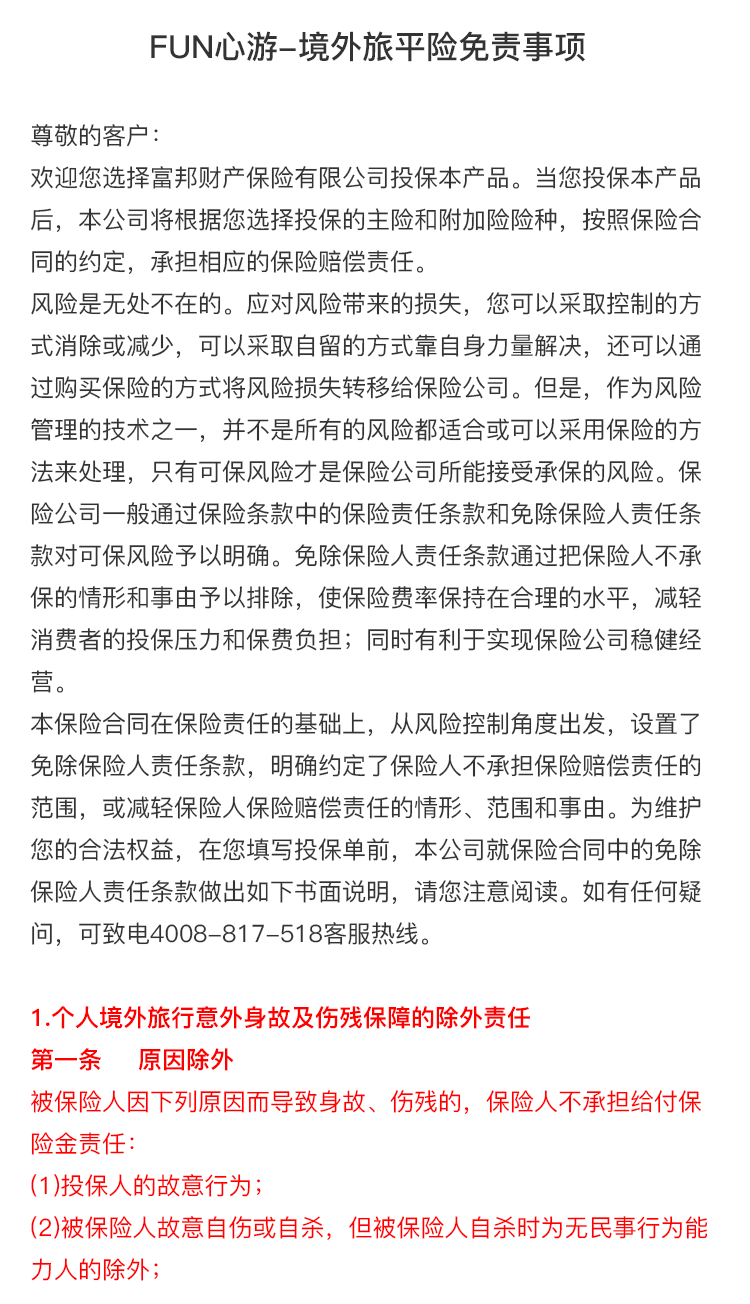 FUN心游-境外旅平险免责事项
尊敬的客户：
欢迎您选择富邦财产保险有限公司投保本产品。当您投保本产品
后，本公司将根据您选择投保的主险和附加险险种，按照保险合
同的约定，承担相应的保险赔偿责任。
风险是无处不在的。应对风险带来的损失，您可以采取控制的方
式消除或减少，可以采取自留的方式靠自身力量解决，还可以通
过购买保险的方式将风险损失转移给保险公司。但是，作为风险
管理的技术之一，并不是所有的风险都适合或可以采用保险的方
法来处理，只有可保风险才是保险公司所能接受承保的风险。保
险公司一般通过保险条款中的保险责任条款和免除保险人责任条
款对可保风险予以明确。免除保险人责任条款通过把保险人不承
保的情形和事由予以排除，使保险费率保持在合理的水平，减轻
消费者的投保压力和保费负担；同时有利于实现保险公司稳健经
营。
本保险合同在保险责任的基础上，从风险控制角度出发，设置了
免除保险人责任条款，明确约定了保险人不承担保险赔偿责任的
范围，或减轻保险人保险赔偿责任的情形、范围和事由。为维护
您的合法权益，在您填写投保单前，本公司就保险合同中的免除
保险人责任条款做出如下书面说明，请您注意阅读。如有任何疑
问，可致电4008-817-518客服热线。
1.个人境外旅行意外身故及伤残保障的除外责任
第一条 原因除外
被保险人因下列原因而导致身故、伤残的，保险人不承担给付保
险金责任：
(1)投保人的故意行为；
(2)被保险人故意自伤或自杀，但被保险人自杀时为无民事行为能
力人的除外；